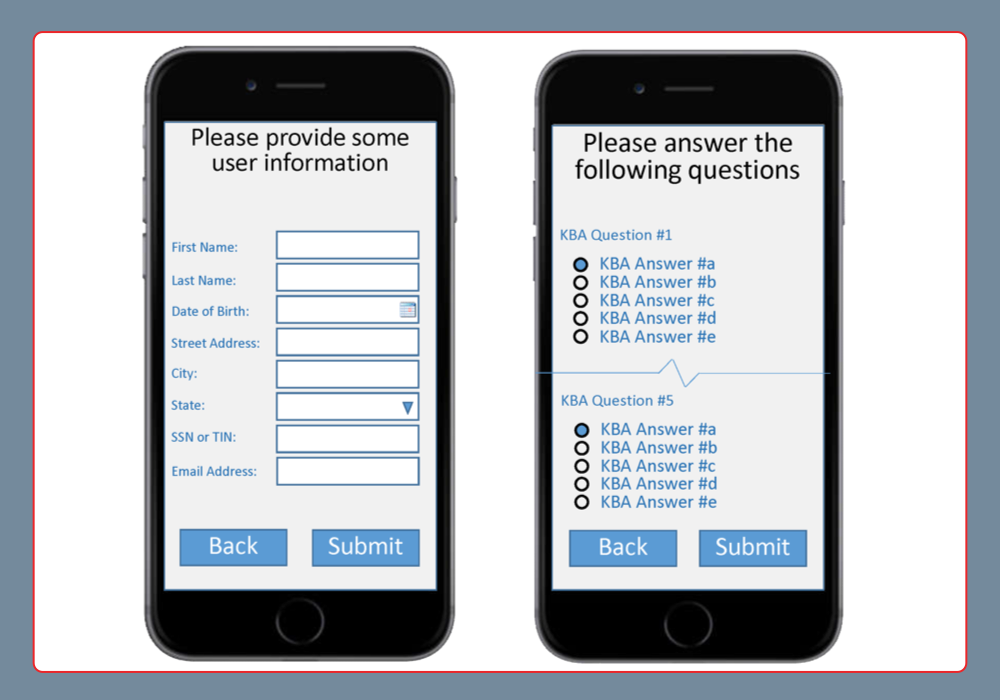 Please provide some
user information
First Name:
Last Name:
Date of Birth:
Street Address:
City:
State:
SSN or TIN:
Email Address:
Back
Submit
Please answer the
following questions
KBA Question #1
KBA Answer #a
KBA Answer #b
KBA Answer #c
KBA Answer #d
KBA Answer #e
KBA Question #5
KBA Answer #a
KBA Answer #b
KBA Answer #c
KBA Answer #d
KBA Answer #e
Back
Submit